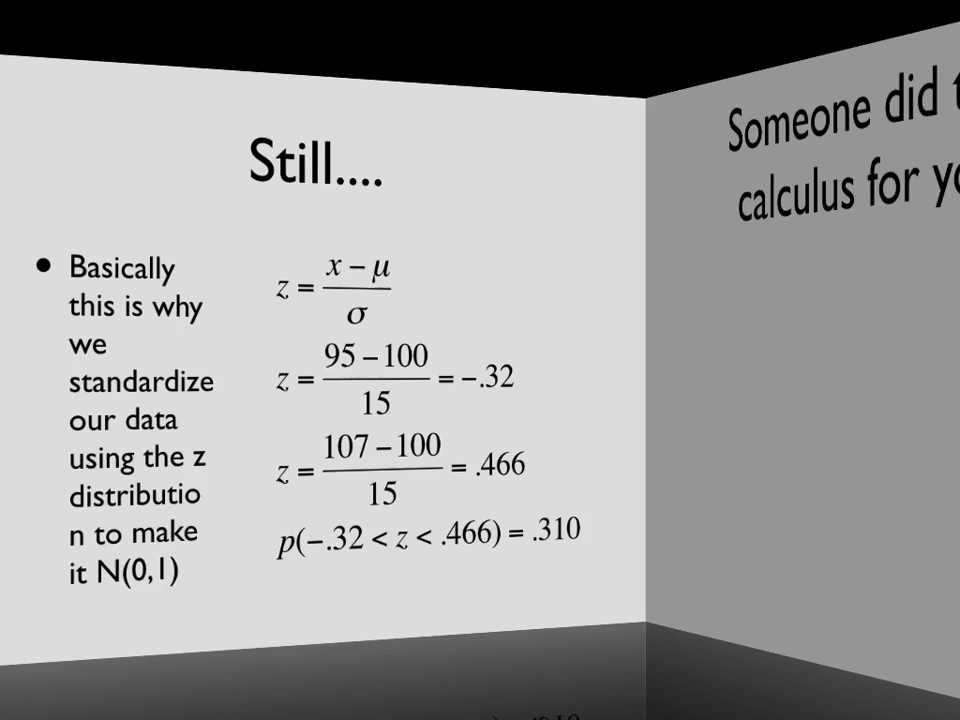 Still....
• Basically
this is why
we
standardize
our data
using the z
distributio
n to make
it N(0,1)
z = (x − μ) / σ
z = (95 − 100) / 15 = −.32
z = (107 − 100) / 15 = .466
p(−.32 < z < .466) = .310
Someone did
calculus for